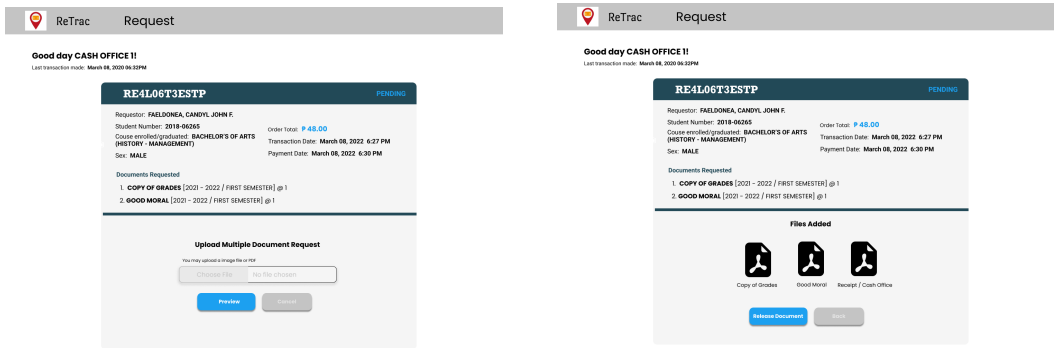 ReTrac Request
Good day CASH OFFICE 1!
Last transaction made: March 08, 2020 06:32PM
RE4L06T3ESTP PENDING
Requestor: FAELDONEA, CANDYL JOHN F.
Student Number: 2018-06265
Couse enrolled/graduated: BACHELOR'S OF ARTS
(HISTORY - MANAGEMENT)
Sex: MALE
Order Total: ₱ 48.00
Transaction Date: March 08, 2022 6:27 PM
Payment Date: March 08, 2022 6:30 PM
Documents Requested
1. COPY OF GRADES [2021 - 2022 / FIRST SEMESTER] @ 1
2. GOOD MORAL [2021 - 2022 / FIRST SEMESTER] @ 1
Upload Multiple Document Request
You may upload a image file or PDF
Choose File No file chosen
Preview Cancel
ReTrac Request
Good day CASH OFFICE 1!
Last transaction made: March 08, 2020 06:32PM
RE4L06T3ESTP PENDING
Requestor: FAELDONEA, CANDYL JOHN F.
Student Number: 2018-06265
Couse enrolled/graduated: BACHELOR'S OF ARTS
(HISTORY - MANAGEMENT)
Sex: MALE
Order Total: ₱ 48.00
Transaction Date: March 08, 2022 6:27 PM
Payment Date: March 08, 2022 6:30 PM
Documents Requested
1. COPY OF GRADES [2021 - 2022 / FIRST SEMESTER] @ 1
2. GOOD MORAL [2021 - 2022 / FIRST SEMESTER] @ 1
Files Added
Copy of Grades Good Moral Receipt / Cash Office
Release Document Back